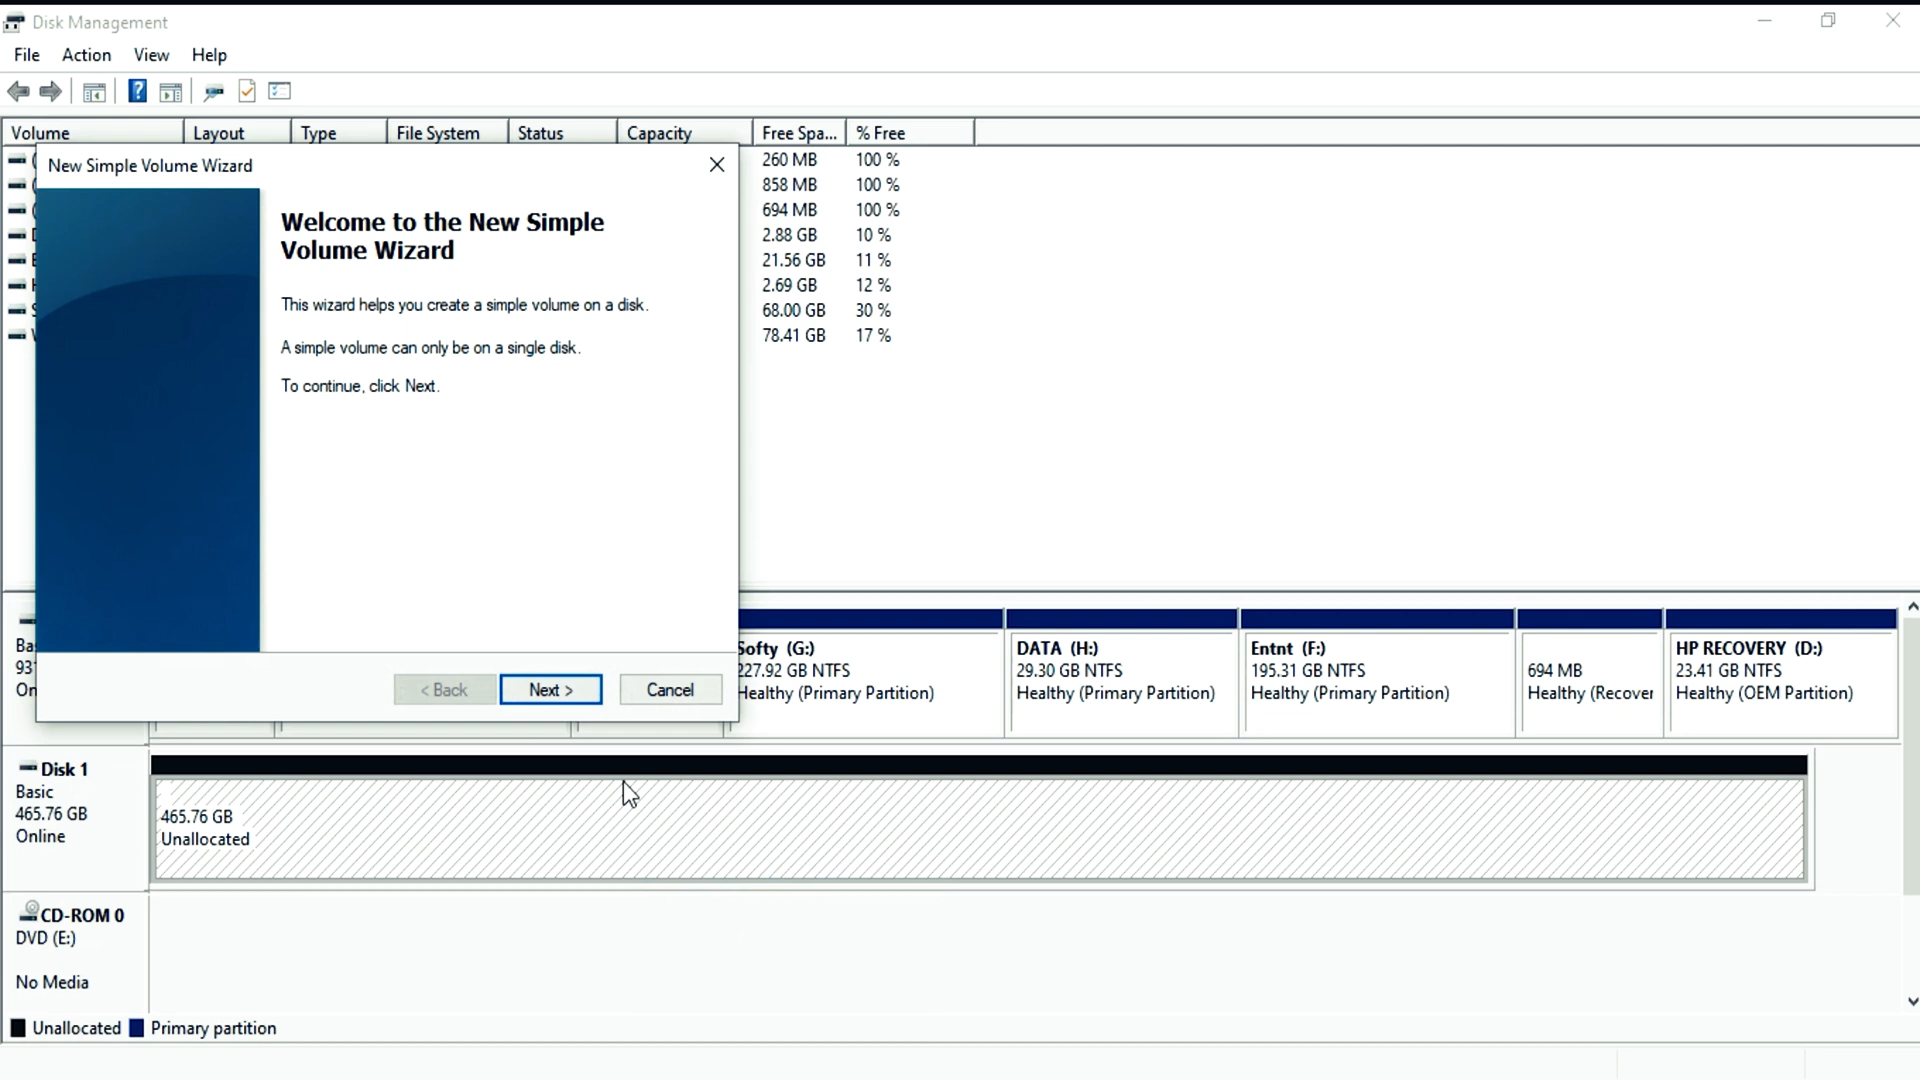 Disk Management
File Action View Help
Volume Layout Type File System Status Capacity Free Spa... % Free
260 MB 100 %
858 MB 100 %
694 MB 100 %
2.88 GB 10 %
21.56 GB 11 %
2.69 GB 12 %
68.00 GB 30 %
78.41 GB 17 %
New Simple Volume Wizard
Welcome to the New Simple
Volume Wizard
This wizard helps you create a simple volume on a disk.
A simple volume can only be on a single disk.
To continue, click Next.
< Back Next > Cancel
Softy (G:)
227.92 GB NTFS
Healthy (Primary Partition)
DATA (H:)
29.30 GB NTFS
Healthy (Primary Partition)
Entnt (F:)
195.31 GB NTFS
Healthy (Primary Partition)
694 MB
Healthy (Recover
HP RECOVERY (D:)
23.41 GB NTFS
Healthy (OEM Partition)
Disk 1
Basic
465.76 GB
Online
465.76 GB
Unallocated
CD-ROM 0
DVD (E:)
No Media
Unallocated Primary partition